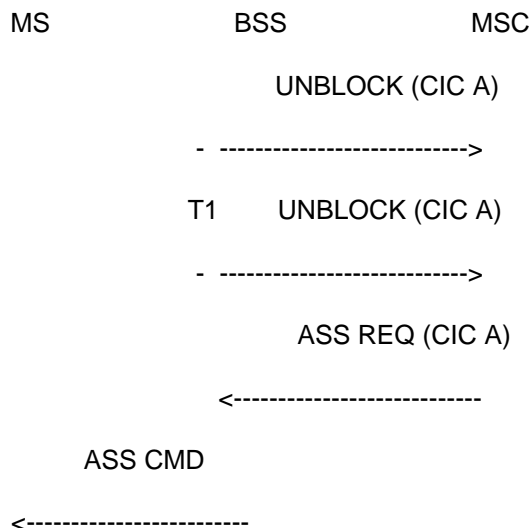 MS BSS MSC
UNBLOCK (CIC A)
- ---------------------------->
T1 UNBLOCK (CIC A)
- ---------------------------->
ASS REQ (CIC A)
<----------------------------
ASS CMD
<-------------------------